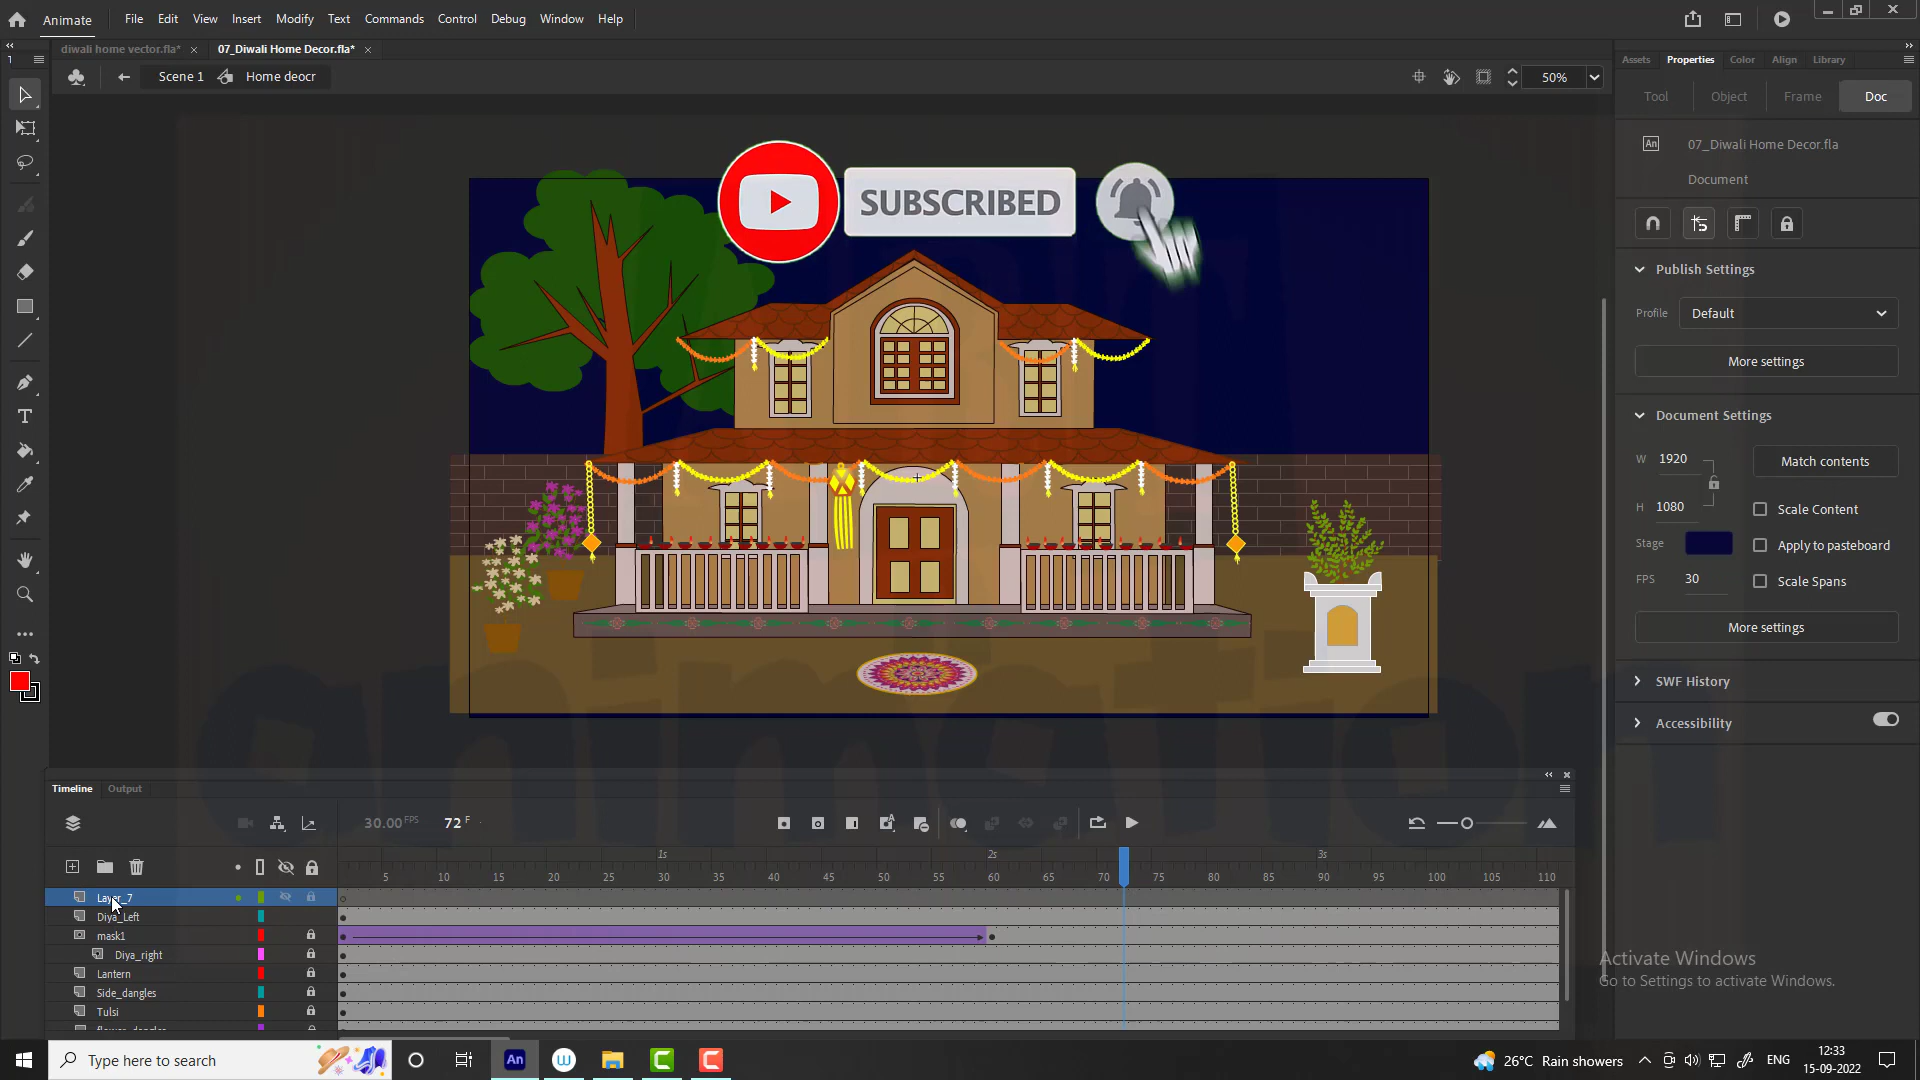 Animate File Edit View Insert Modify Text Commands Control Debug Window Help
diwali home vector.fla* 07_Diwali Home Decor.fla*
Scene 1 Home deocr 50%
Assets Properties Color Align Library
Tool Object Frame Doc
An 07_Diwali Home Decor.fla
Document
SUBSCRIBED
Publish Settings
Profile Default
More settings
Document Settings
W 1920 Match contents
H 1080 Scale Content
Stage Apply to pasteboard
FPS 30 Scale Spans
More settings
SWF History
Accessibility
animation
Timeline Output
30.00 FPS 72 F
1s 2s 3s
5 10 15 20 25 30 35 40 45 50 55 60 65 70 75 80 85 90 95 100 105 110
Layer_7
Diya_Left
mask1
Diya_right
Lantern
Side_dangles
Tulsi
flower_dangles
Activate Windows
Go to Settings to activate Windows.
Type here to search An 26°C Rain showers ENG 12:33
15-09-2022